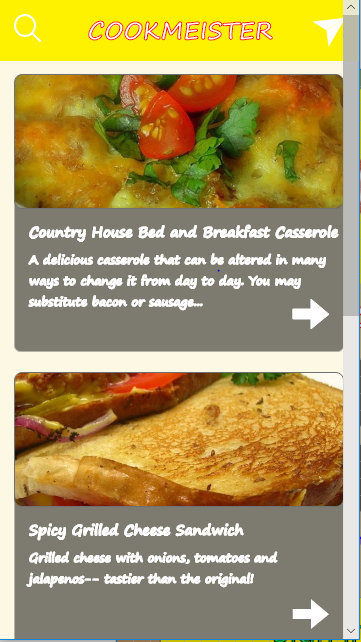 COOKMEISTER
Country House Bed and Breakfast Casserole
A delicious casserole that can be altered in many
ways to change it from day to day. You may
substitute bacon or sausage...
Spicy Grilled Cheese Sandwich
Grilled cheese with onions, tomatoes and
jalapenos-- tastier than the original!